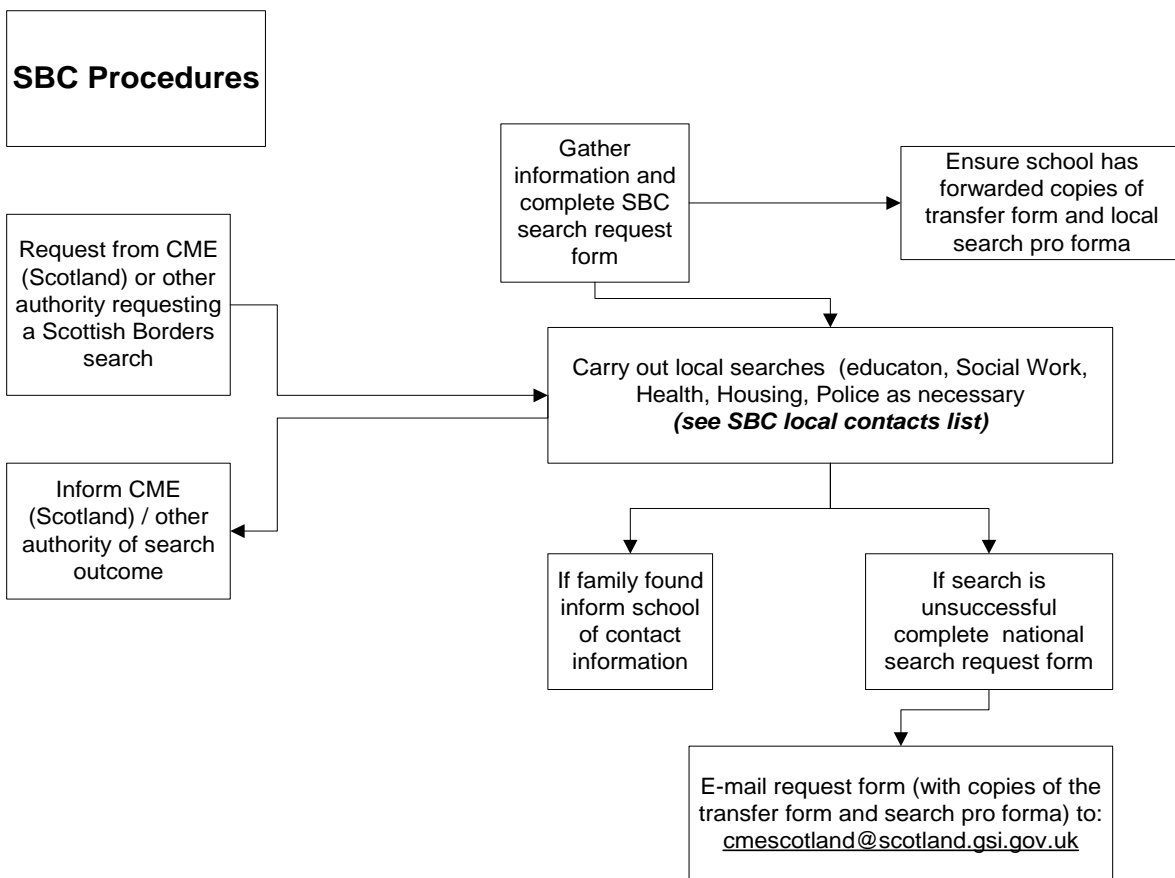 SBC Procedures
Gather
information and
complete SBC
search request
form
Ensure school has
forwarded copies of
transfer form and local
search pro forma
Request from CME
(Scotland) or other
authority requesting
a Scottish Borders
search
Carry out local searches (educaton, Social Work,
Health, Housing, Police as necessary
(see SBC local contacts list)
Inform CME
(Scotland) / other
authority of search
outcome
If family found
inform school
of contact
information
If search is
unsuccessful
complete national
search request form
E-mail request form (with copies of the
transfer form and search pro forma) to:
cmescotland@scotland.gsi.gov.uk